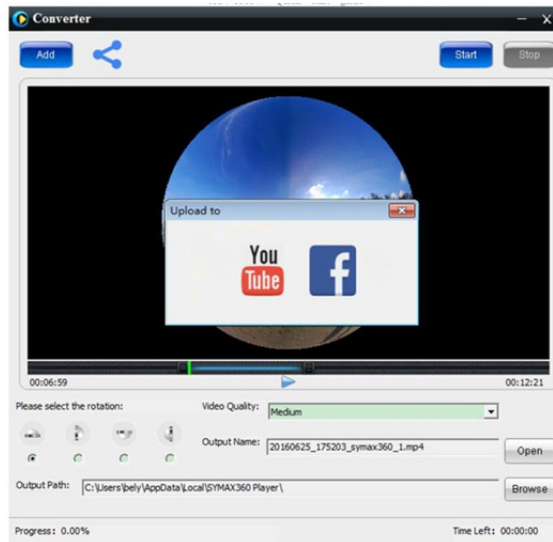 Converter
Add
Start
Stop
Upload to
You
Tube
f
00:06:59
00:12:21
Please select the rotation:
Video Quality:
Medium
Output Name:
20160625_175203_symax360_1.mp4
Open
Output Path:
C:\Users\bely\AppData\Local\SYMAX360 Player\
Browse
Progress: 0.00%
Time Left: 00:00:00